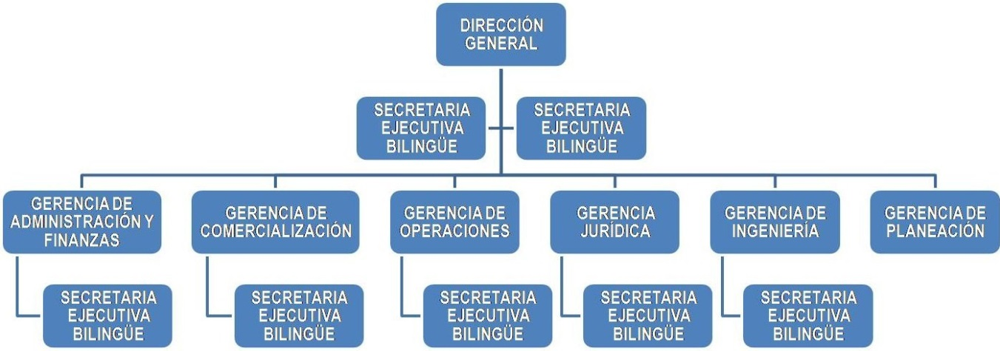 DIRECCIÓN
GENERAL
SECRETARIA
EJECUTIVA
BILINGÜE
SECRETARIA
EJECUTIVA
BILINGÜE
GERENCIA DE
ADMINISTRACIÓN Y
FINANZAS
GERENCIA DE
COMERCIALIZACIÓN
GERENCIA DE
OPERACIONES
GERENCIA
JURÍDICA
GERENCIA DE
INGENIERÍA
GERENCIA DE
PLANEACIÓN
SECRETARIA
EJECUTIVA
BILINGÜE
SECRETARIA
EJECUTIVA
BILINGÜE
SECRETARIA
EJECUTIVA
BILINGÜE
SECRETARIA
EJECUTIVA
BILINGÜE
SECRETARIA
EJECUTIVA
BILINGÜE